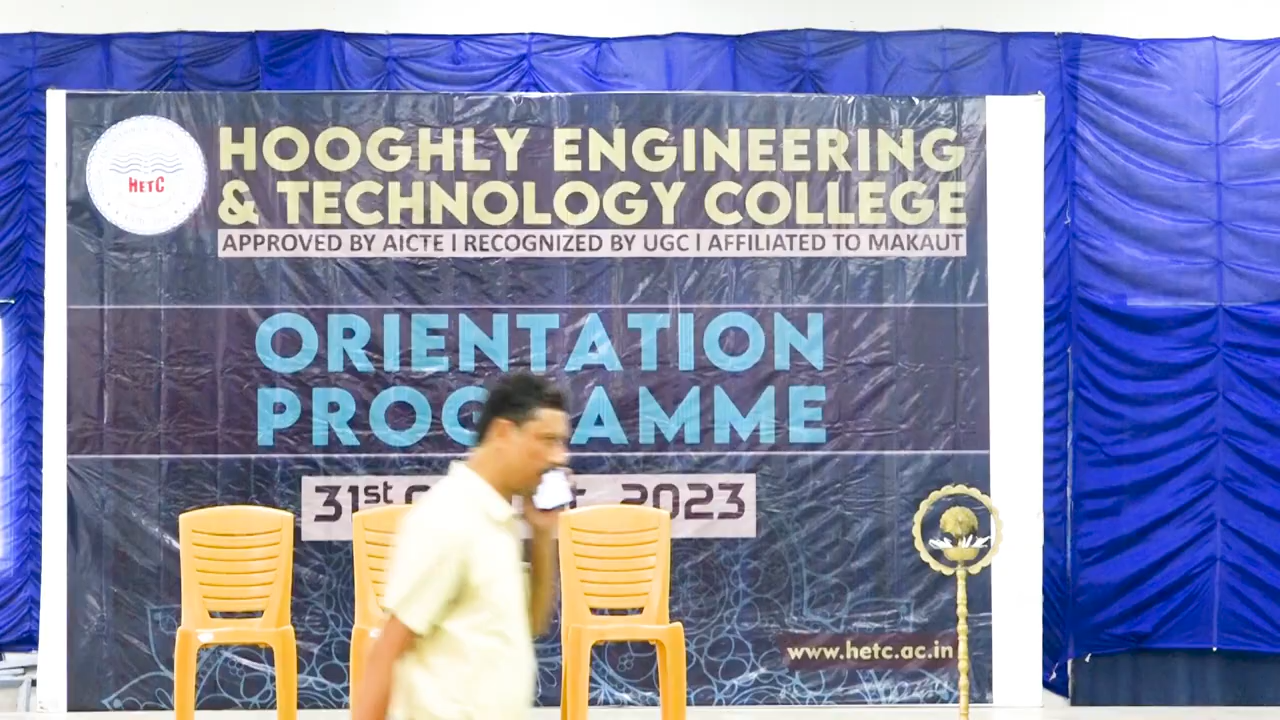 HETC
HOOGHLY ENGINEERING
& TECHNOLOGY COLLEGE
APPROVED BY AICTE | RECOGNIZED BY UGC | AFFILIATED TO MAKAUT
ORIENTATION
31st 2023
www.hetc.ac.in